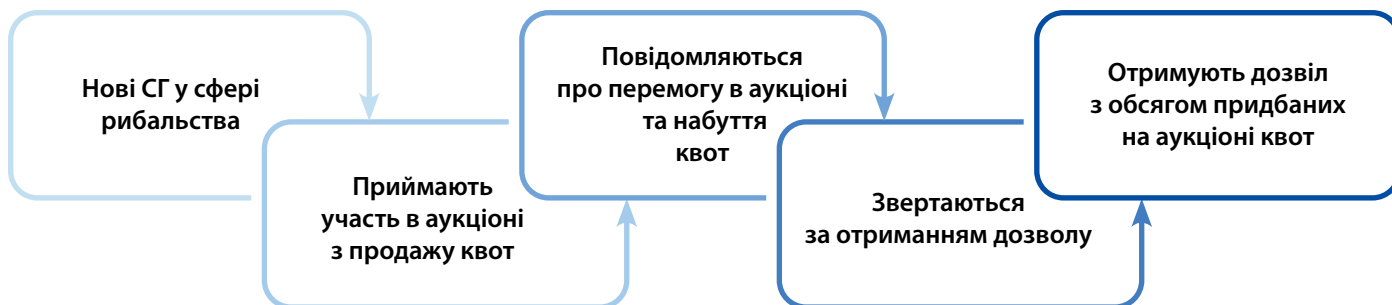 Нові СГ у сфері
рибальства
Приймають
участь в аукціоні
з продажу квот
Повідомляються
про перемогу в аукціоні
та набуття
квот
Звертаються
за отриманням дозволу
Отримують дозвіл
з обсягом придбаних
на аукціоні квот